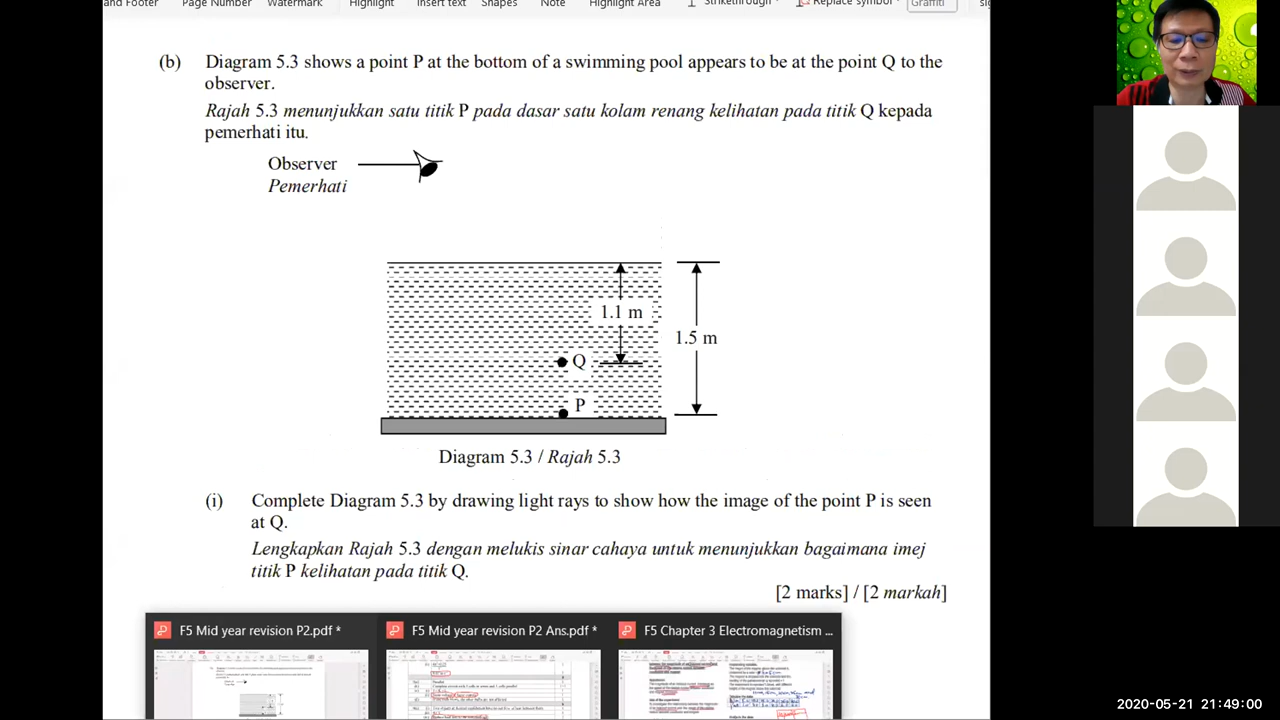 and Footer Page Number Watermark Highlight Insert text Shapes Note Highlight Area Strikethrough Replace symbol Graffiti
(b) Diagram 5.3 shows a point P at the bottom of a swimming pool appears to be at the point Q to the
observer.
Rajah 5.3 menunjukkan satu titik P pada dasar satu kolam renang kelihatan pada titik Q kepada
pemerhati itu.
Observer
Pemerhati
1.1 m
1.5 m
Q
P
Diagram 5.3 / Rajah 5.3
(i) Complete Diagram 5.3 by drawing light rays to show how the image of the point P is seen
at Q.
Lengkapkan Rajah 5.3 dengan melukis sinar cahaya untuk menunjukkan bagaimana imej
titik P kelihatan pada titik Q.
[2 marks] / [2 markah]
F5 Mid year revision P2.pdf * F5 Mid year revision P2 Ans.pdf * F5 Chapter 3 Electromagnetism ...
2020-05-21 21:49:00